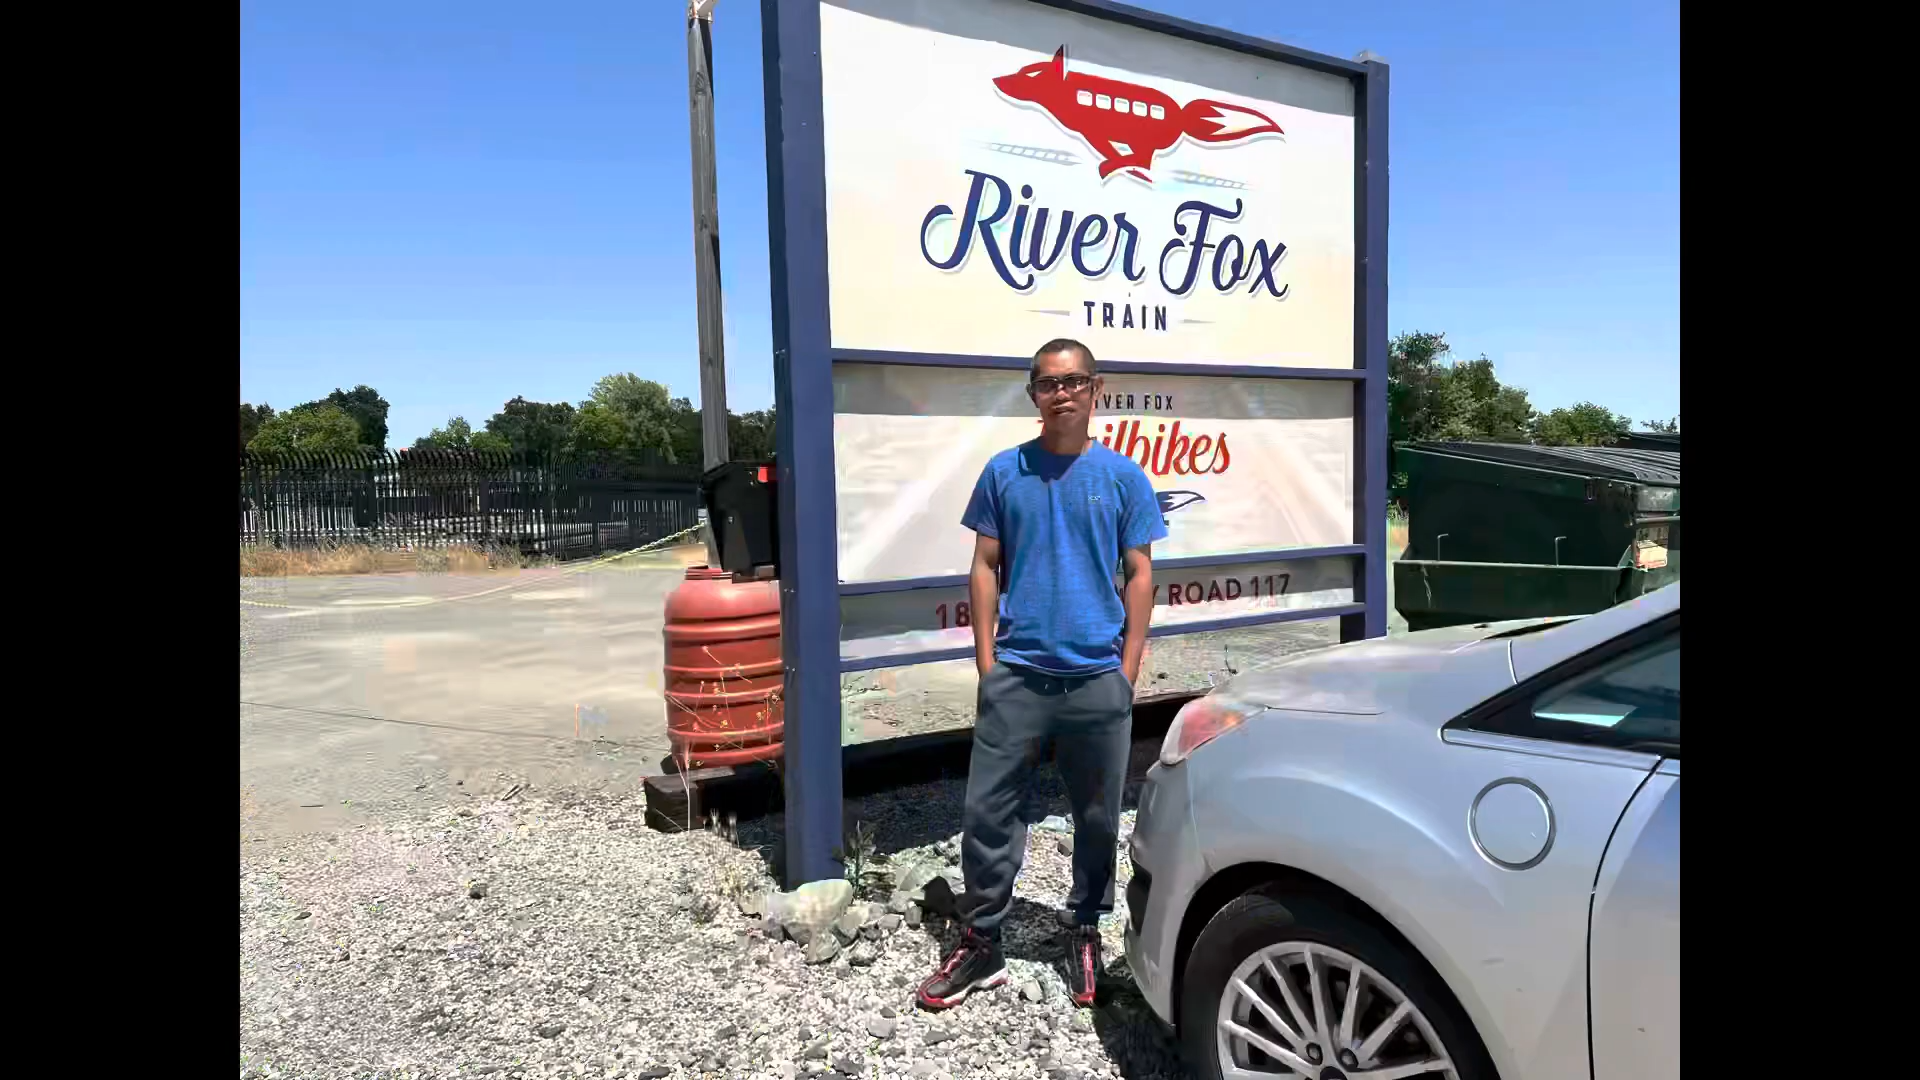 River Fox
TRAIN
IVER FOX
ilbikes
18
Y ROAD 117